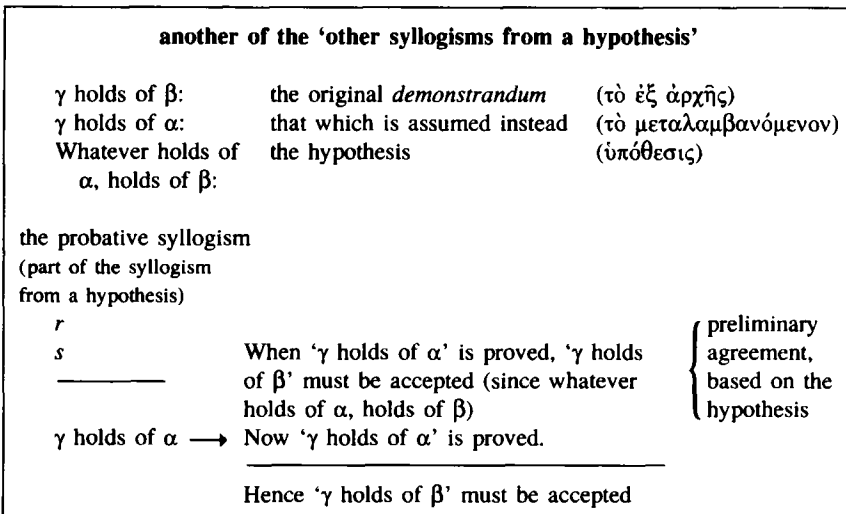 another of the ‘other syllogisms from a hypothesis’
γ holds of β: the original demonstrandum (τὸ ἐξ ἀρχῆς)
γ holds of α: that which is assumed instead (τὸ μεταλαμβανόμενον)
Whatever holds of the hypothesis (ὑπόθεσις)
α, holds of β:
the probative syllogism
(part of the syllogism
from a hypothesis)
r preliminary
s When ‘γ holds of α’ is proved, ‘γ holds agreement,
of β’ must be accepted (since whatever based on the
holds of α, holds of β) hypothesis
γ holds of α ⟶ Now ‘γ holds of α’ is proved.
Hence ‘γ holds of β’ must be accepted